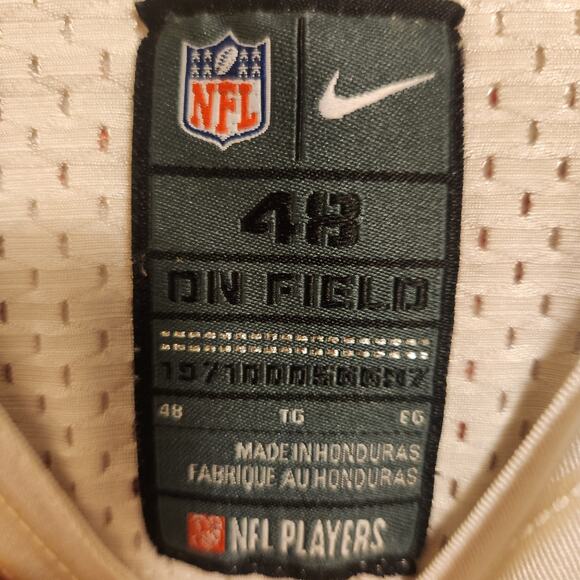 NFL
48
ON FIELD
48 TG EG
MADE IN HONDURAS
FABRIQUE AU HONDURAS
NFL PLAYERS